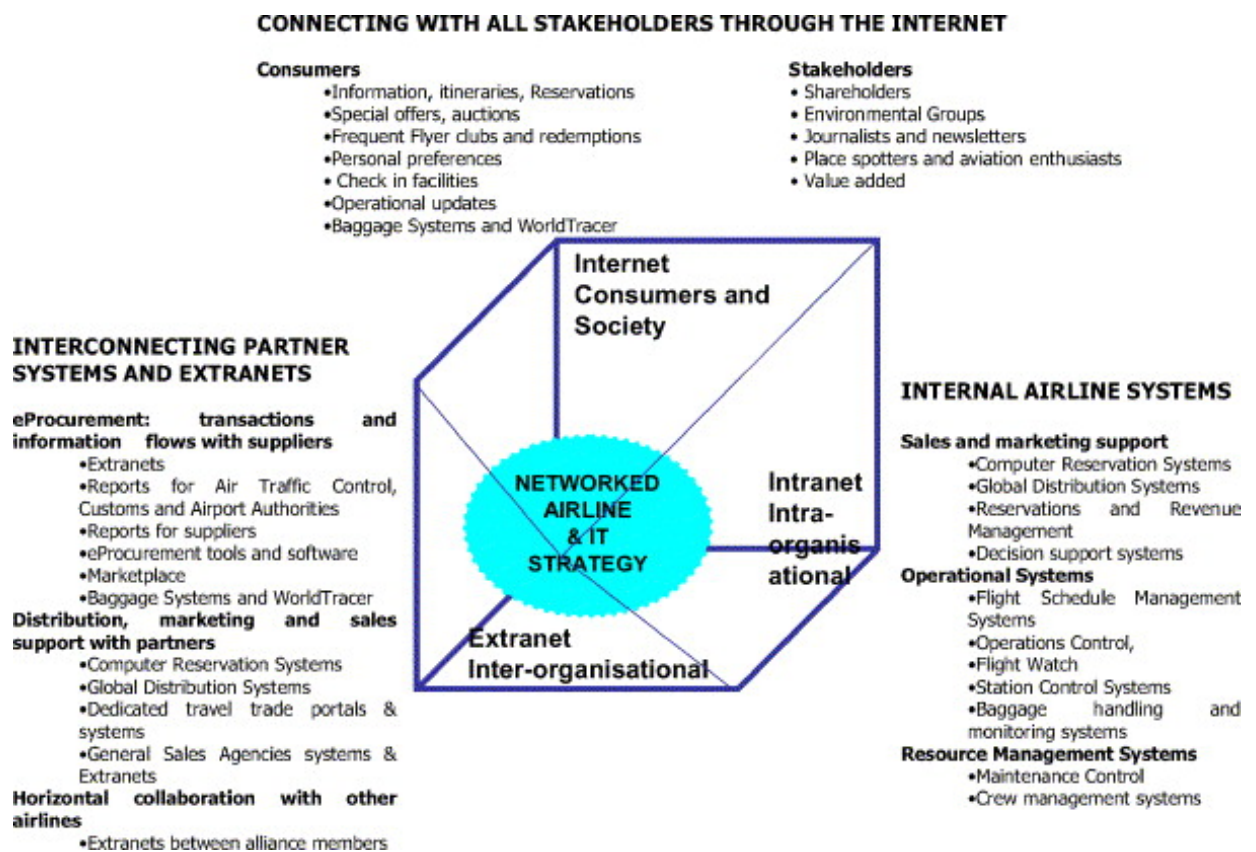 CONNECTING WITH ALL STAKEHOLDERS THROUGH THE INTERNET
Consumers
•Information, itineraries, Reservations
•Special offers, auctions
•Frequent Flyer clubs and redemptions
•Personal preferences
• Check in facilities
•Operational updates
•Baggage Systems and WorldTracer
Stakeholders
• Shareholders
• Environmental Groups
• Journalists and newsletters
• Place spotters and aviation enthusiasts
• Value added
Internet
Consumers and
Society
INTERCONNECTING PARTNER
SYSTEMS AND EXTRANETS
eProcurement: transactions and
information flows with suppliers
•Extranets
•Reports for Air Traffic Control,
Customs and Airport Authorities
•Reports for suppliers
•eProcurement tools and software
•Marketplace
•Baggage Systems and WorldTracer
Distribution, marketing and sales
support with partners
•Computer Reservation Systems
•Global Distribution Systems
•Dedicated travel trade portals &
systems
•General Sales Agencies systems &
Extranets
Horizontal collaboration with other
airlines
•Extranets between alliance members
NETWORKED
AIRLINE
& IT
STRATEGY
Intranet
Intra-
organis
ational
Extranet
Inter-organisational
INTERNAL AIRLINE SYSTEMS
Sales and marketing support
•Computer Reservation Systems
•Global Distribution Systems
•Reservations and Revenue
Management
•Decision support systems
Operational Systems
•Flight Schedule Management
Systems
•Operations Control,
•Flight Watch
•Station Control Systems
•Baggage handling and
monitoring systems
Resource Management Systems
•Maintenance Control
•Crew management systems